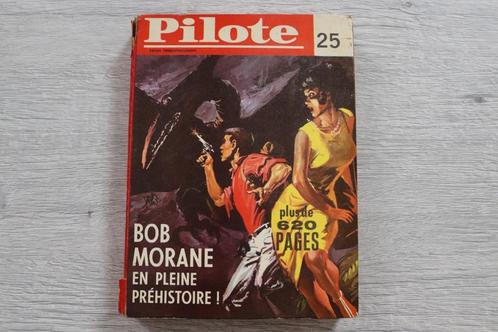 Pilote
25
plus de
620
PAGES
BOB
MORANE
EN PLEINE
PRÉHISTOIRE !